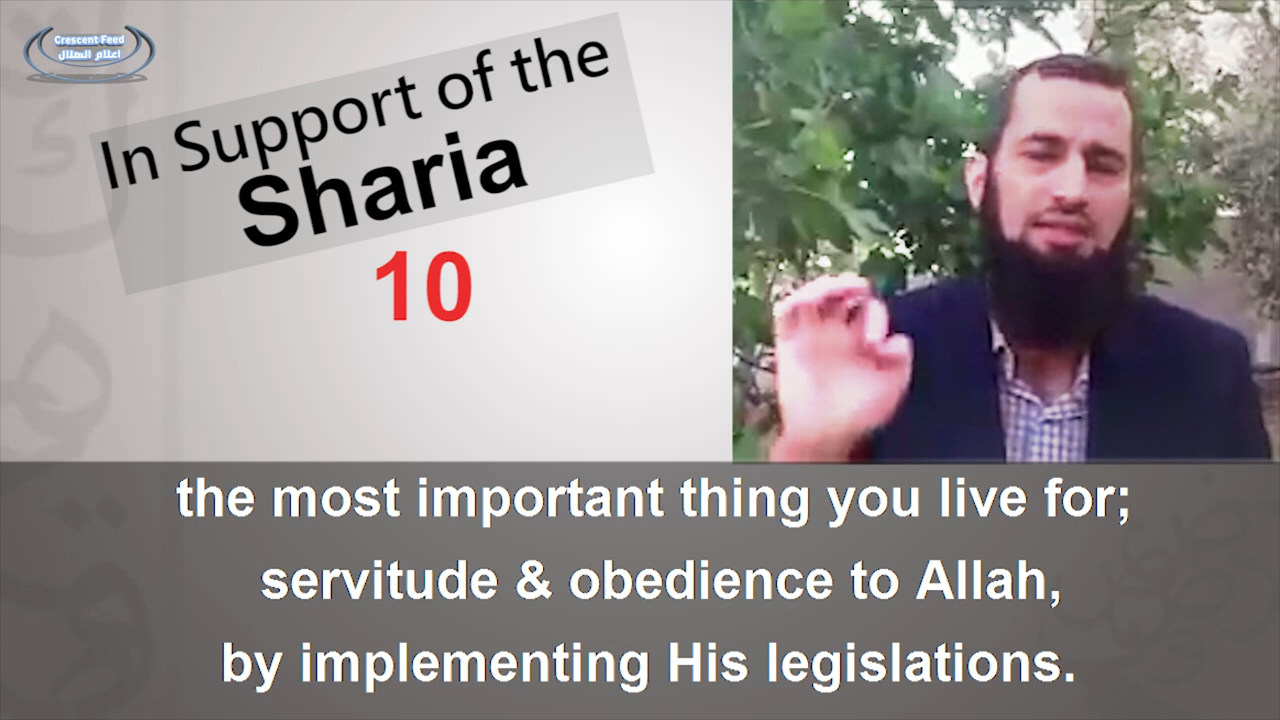 Crescent Feed
اعلام الهلال
In Support of the
Sharia
10
the most important thing you live for;
servitude & obedience to Allah,
by implementing His legislations.